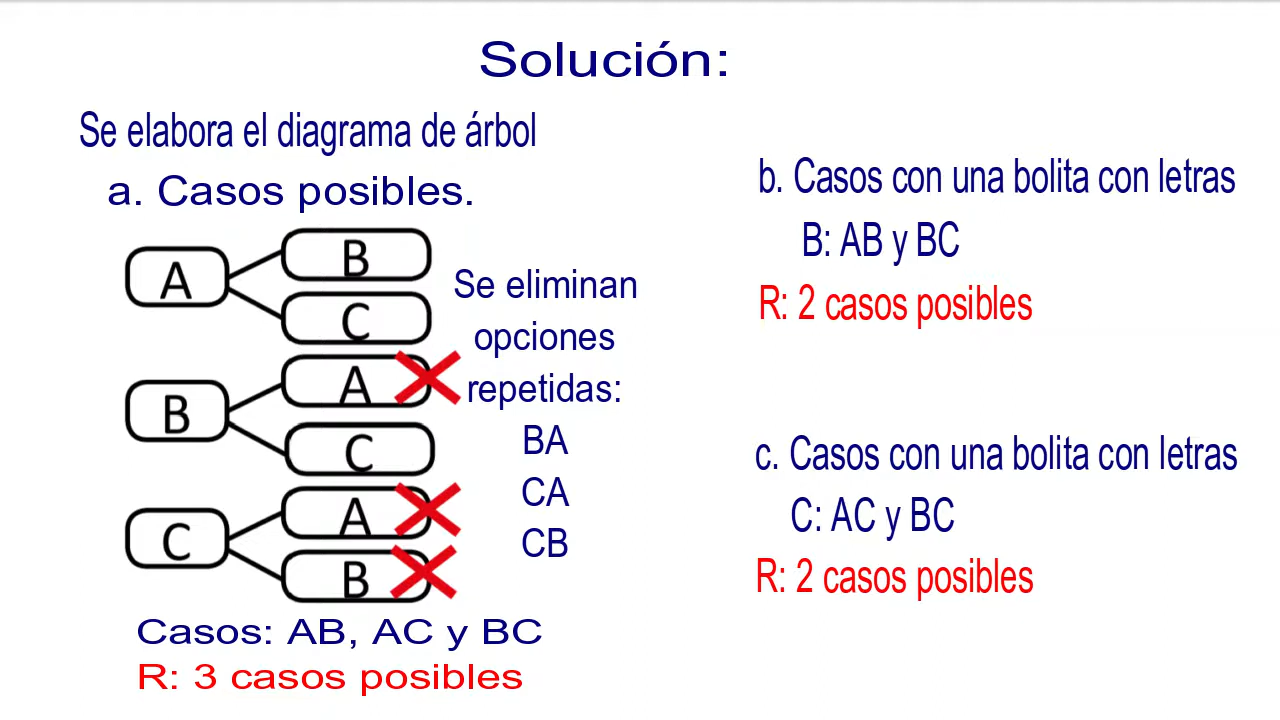 Solución:
Se elabora el diagrama de árbol
a. Casos posibles.
A
B
C
B
A
C
C
A
B
Se eliminan
opciones
repetidas:
BA
CA
CB
Casos: AB, AC y BC
R: 3 casos posibles
b. Casos con una bolita con letras
B: AB y BC
R: 2 casos posibles
c. Casos con una bolita con letras
C: AC y BC
R: 2 casos posibles